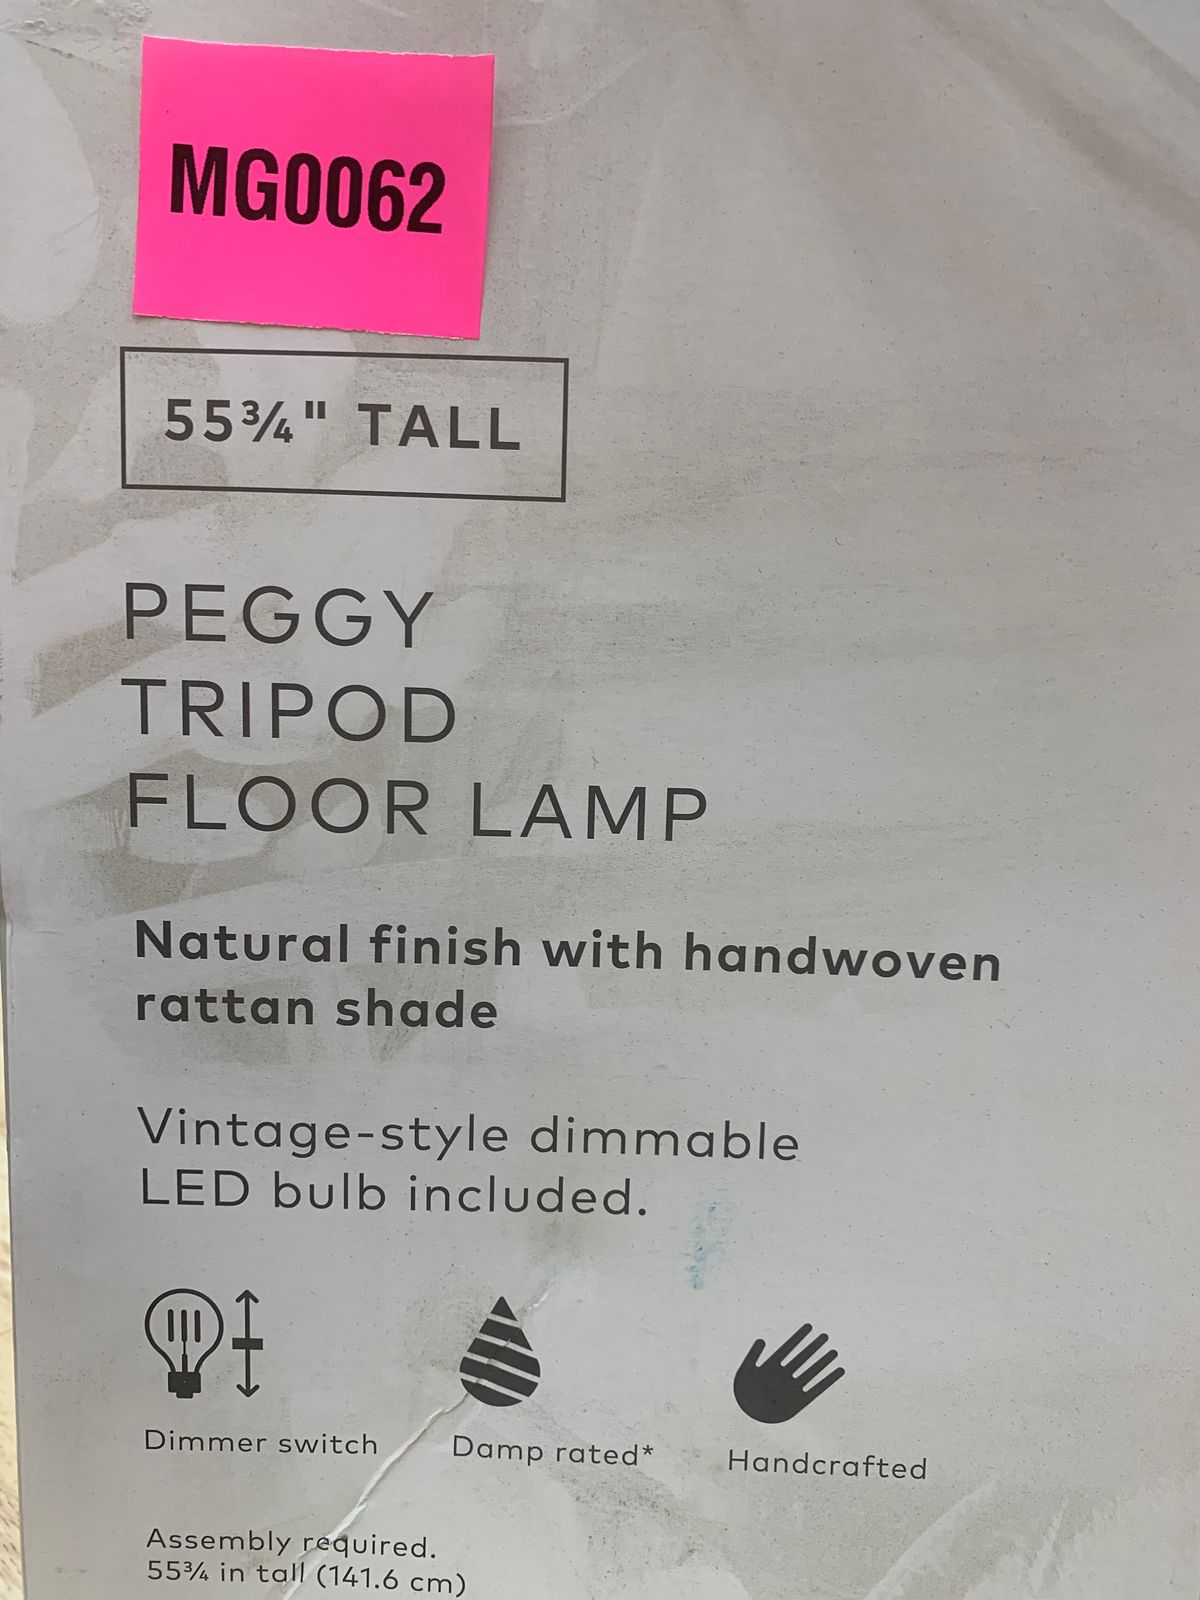 MG0062
55¾" TALL
PEGGY
TRIPOD
FLOOR LAMP
Natural finish with handwoven
rattan shade
Vintage-style dimmable
LED bulb included.
Dimmer switch
Damp rated*
Handcrafted
Assembly required.
55¾ in tall (141.6 cm)